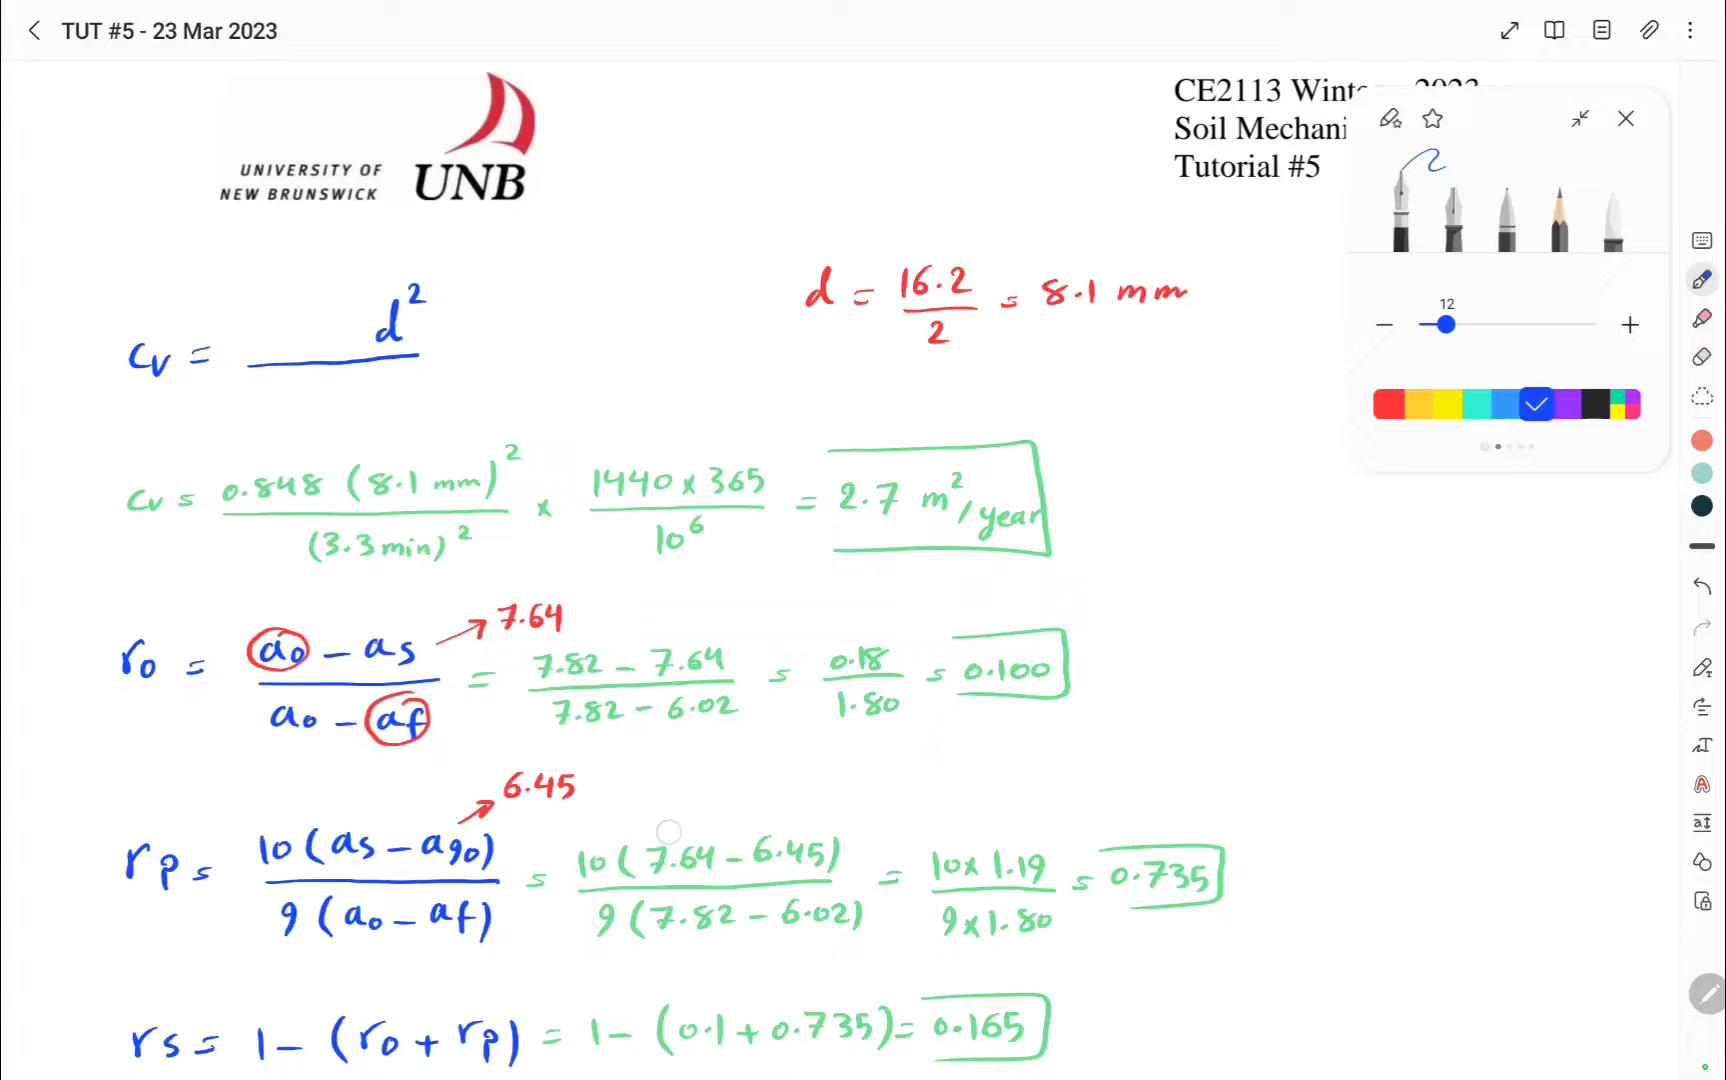 TUT #5 - 23 Mar 2023
UNIVERSITY OF
NEW BRUNSWICK UNB
CE2113 Winter 2023
Soil Mechani
Tutorial #5
12
d = 16.2 / 2 = 8.1 mm
cv = d²
cv = 0.848 (8.1 mm)² / (3.3 min)² × 1440 × 365 / 10⁶ = 2.7 m²/year
ro = ao - as / ao - af = 7.82 - 7.64 / 7.82 - 6.02 = 0.18 / 1.80 = 0.100
7.64
6.45
rp = 10 (as - a90) / 9 (ao - af) = 10 (7.64 - 6.45) / 9 (7.82 - 6.02) = 10 × 1.19 / 9 × 1.80 = 0.735
rs = 1 - (ro + rp) = 1 - (0.1 + 0.735) = 0.165